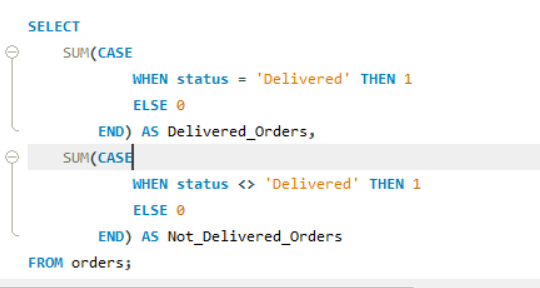 SELECT
    SUM(CASE
            WHEN status = 'Delivered' THEN 1
            ELSE 0
        END) AS Delivered_Orders,
    SUM(CASE
            WHEN status <> 'Delivered' THEN 1
            ELSE 0
        END) AS Not_Delivered_Orders
FROM orders;